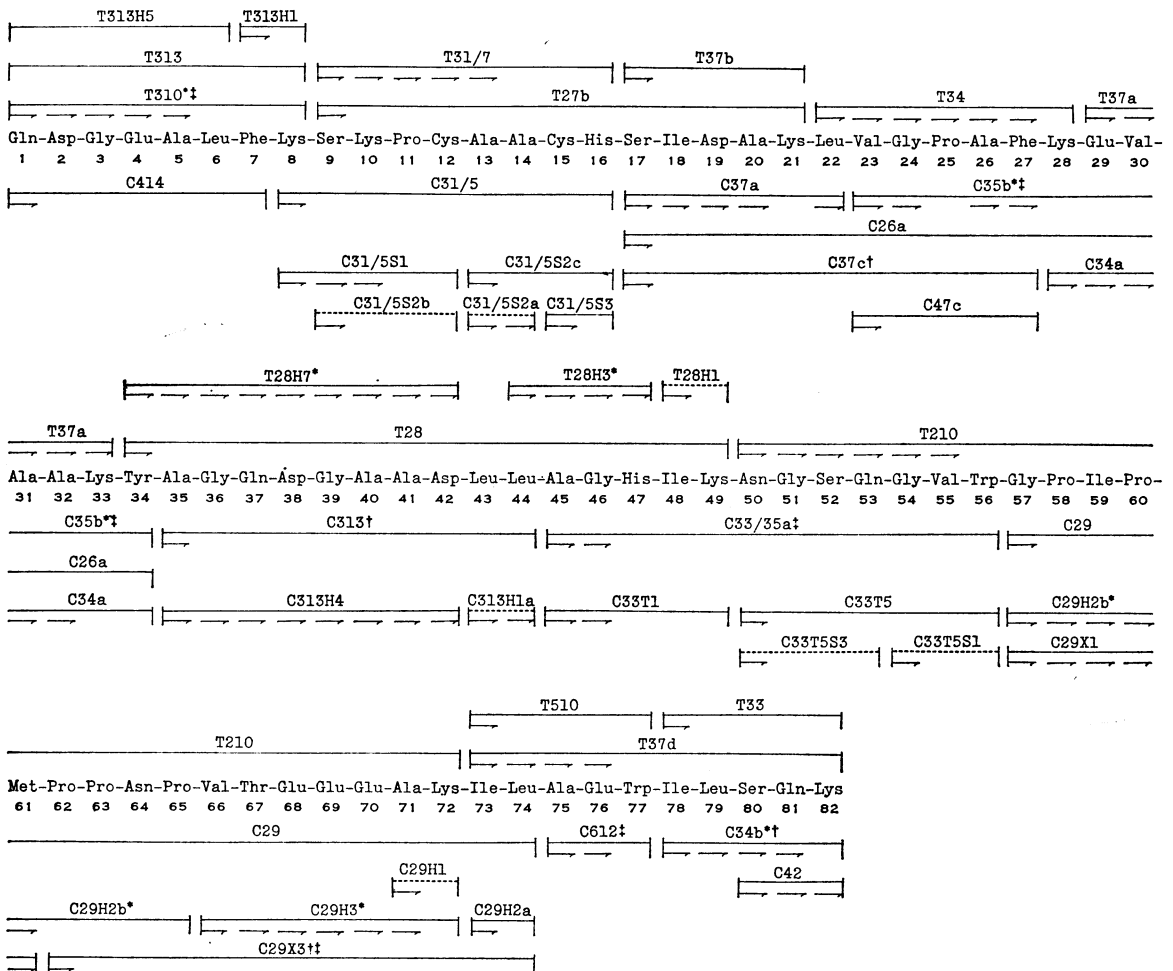 T313H5 T313H1
T313 T31/7 T37b
T310*‡ T27b T34 T37a
Gln-Asp-Gly-Glu-Ala-Leu-Phe-Lys-Ser-Lys-Pro-Cys-Ala-Ala-Cys-His-Ser-Ile-Asp-Ala-Lys-Leu-Val-Gly-Pro-Ala-Phe-Lys-Glu-Val-
1 2 3 4 5 6 7 8 9 10 11 12 13 14 15 16 17 18 19 20 21 22 23 24 25 26 27 28 29 30
C414 C31/5 C37a C35b*‡
C26a
C31/5S1 C31/5S2c C37c† C34a
C31/5S2b C31/5S2a C31/5S3 C47c
T28H7* T28H3* T28H1
T37a T28 T210
Ala-Ala-Lys-Tyr-Ala-Gly-Gln-Asp-Gly-Ala-Ala-Asp-Leu-Leu-Ala-Gly-His-Ile-Lys-Asn-Gly-Ser-Gln-Gly-Val-Trp-Gly-Pro-Ile-Pro-
31 32 33 34 35 36 37 38 39 40 41 42 43 44 45 46 47 48 49 50 51 52 53 54 55 56 57 58 59 60
C35b*‡ C313† C33/35a‡ C29
C26a
C34a C313H4 C313H1a C33T1 C33T5 C29H2b*
C33T5S3 C33T5S1 C29X1
T510 T33
T210 T37d
Met-Pro-Pro-Asn-Pro-Val-Thr-Glu-Glu-Glu-Ala-Lys-Ile-Leu-Ala-Glu-Trp-Ile-Leu-Ser-Gln-Lys
61 62 63 64 65 66 67 68 69 70 71 72 73 74 75 76 77 78 79 80 81 82
C29 C612‡ C34b*†
C29H1 C42
C29H2b* C29H3* C29H2a
C29X3†‡